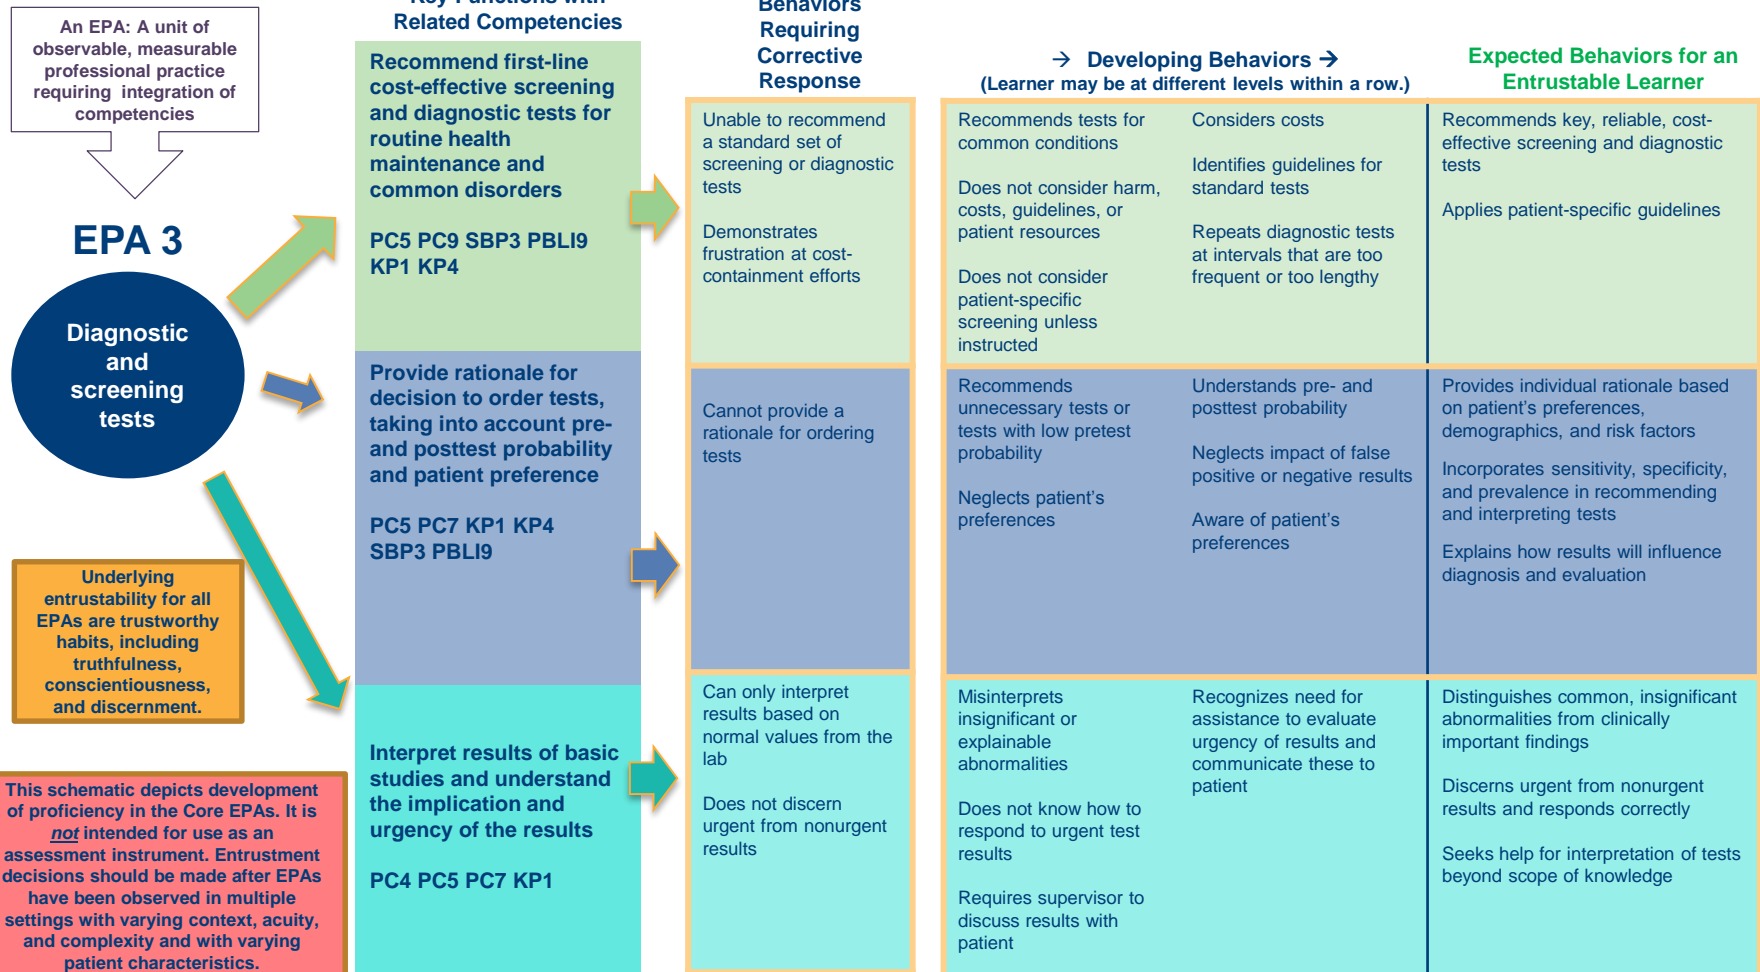 An EPA: A unit of
observable, measurable
professional practice
requiring integration of
competencies
EPA 3
Diagnostic
and
screening
tests
Underlying
entrustability for all
EPAs are trustworthy
habits, including
truthfulness,
conscientiousness,
and discernment.
This schematic depicts development
of proficiency in the Core EPAs. It is
not intended for use as an
assessment instrument. Entrustment
decisions should be made after EPAs
have been observed in multiple
settings with varying context, acuity,
and complexity and with varying
patient characteristics.
Key Functions with
Related Competencies
Recommend first-line
cost-effective screening
and diagnostic tests for
routine health
maintenance and
common disorders
PC5 PC9 SBP3 PBLI9
KP1 KP4
Provide rationale for
decision to order tests,
taking into account pre-
and posttest probability
and patient preference
PC5 PC7 KP1 KP4
SBP3 PBLI9
Interpret results of basic
studies and understand
the implication and
urgency of the results
PC4 PC5 PC7 KP1
Behaviors
Requiring
Corrective
Response
Unable to recommend
a standard set of
screening or diagnostic
tests
Demonstrates
frustration at cost-
containment efforts
Cannot provide a
rationale for ordering
tests
Can only interpret
results based on
normal values from the
lab
Does not discern
urgent from nonurgent
results
→ Developing Behaviors →
(Learner may be at different levels within a row.)
Recommends tests for
common conditions
Does not consider harm,
costs, guidelines, or
patient resources
Does not consider
patient-specific
screening unless
instructed
Considers costs
Identifies guidelines for
standard tests
Repeats diagnostic tests
at intervals that are too
frequent or too lengthy
Recommends
unnecessary tests or
tests with low pretest
probability
Neglects patient's
preferences
Understands pre- and
posttest probability
Neglects impact of false
positive or negative results
Aware of patient's
preferences
Misinterprets
insignificant or
explainable
abnormalities
Does not know how to
respond to urgent test
results
Requires supervisor to
discuss results with
patient
Recognizes need for
assistance to evaluate
urgency of results and
communicate these to
patient
Expected Behaviors for an
Entrustable Learner
Recommends key, reliable, cost-
effective screening and diagnostic
tests
Applies patient-specific guidelines
Provides individual rationale based
on patient's preferences,
demographics, and risk factors
Incorporates sensitivity, specificity,
and prevalence in recommending
and interpreting tests
Explains how results will influence
diagnosis and evaluation
Distinguishes common, insignificant
abnormalities from clinically
important findings
Discerns urgent from nonurgent
results and responds correctly
Seeks help for interpretation of tests
beyond scope of knowledge